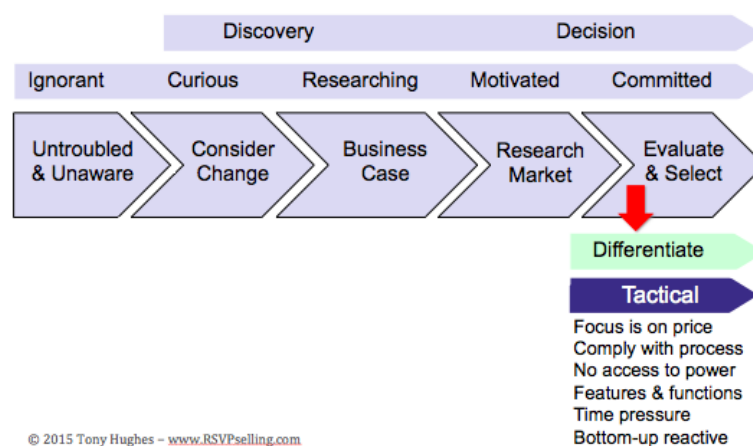 Discovery Decision
Ignorant Curious Researching Motivated Committed
Untroubled & Unaware
Consider Change
Business Case
Research Market
Evaluate & Select
Differentiate
Tactical
Focus is on price
Comply with process
No access to power
Features & functions
Time pressure
Bottom-up reactive
© 2015 Tony Hughes – www.RSVPselling.com